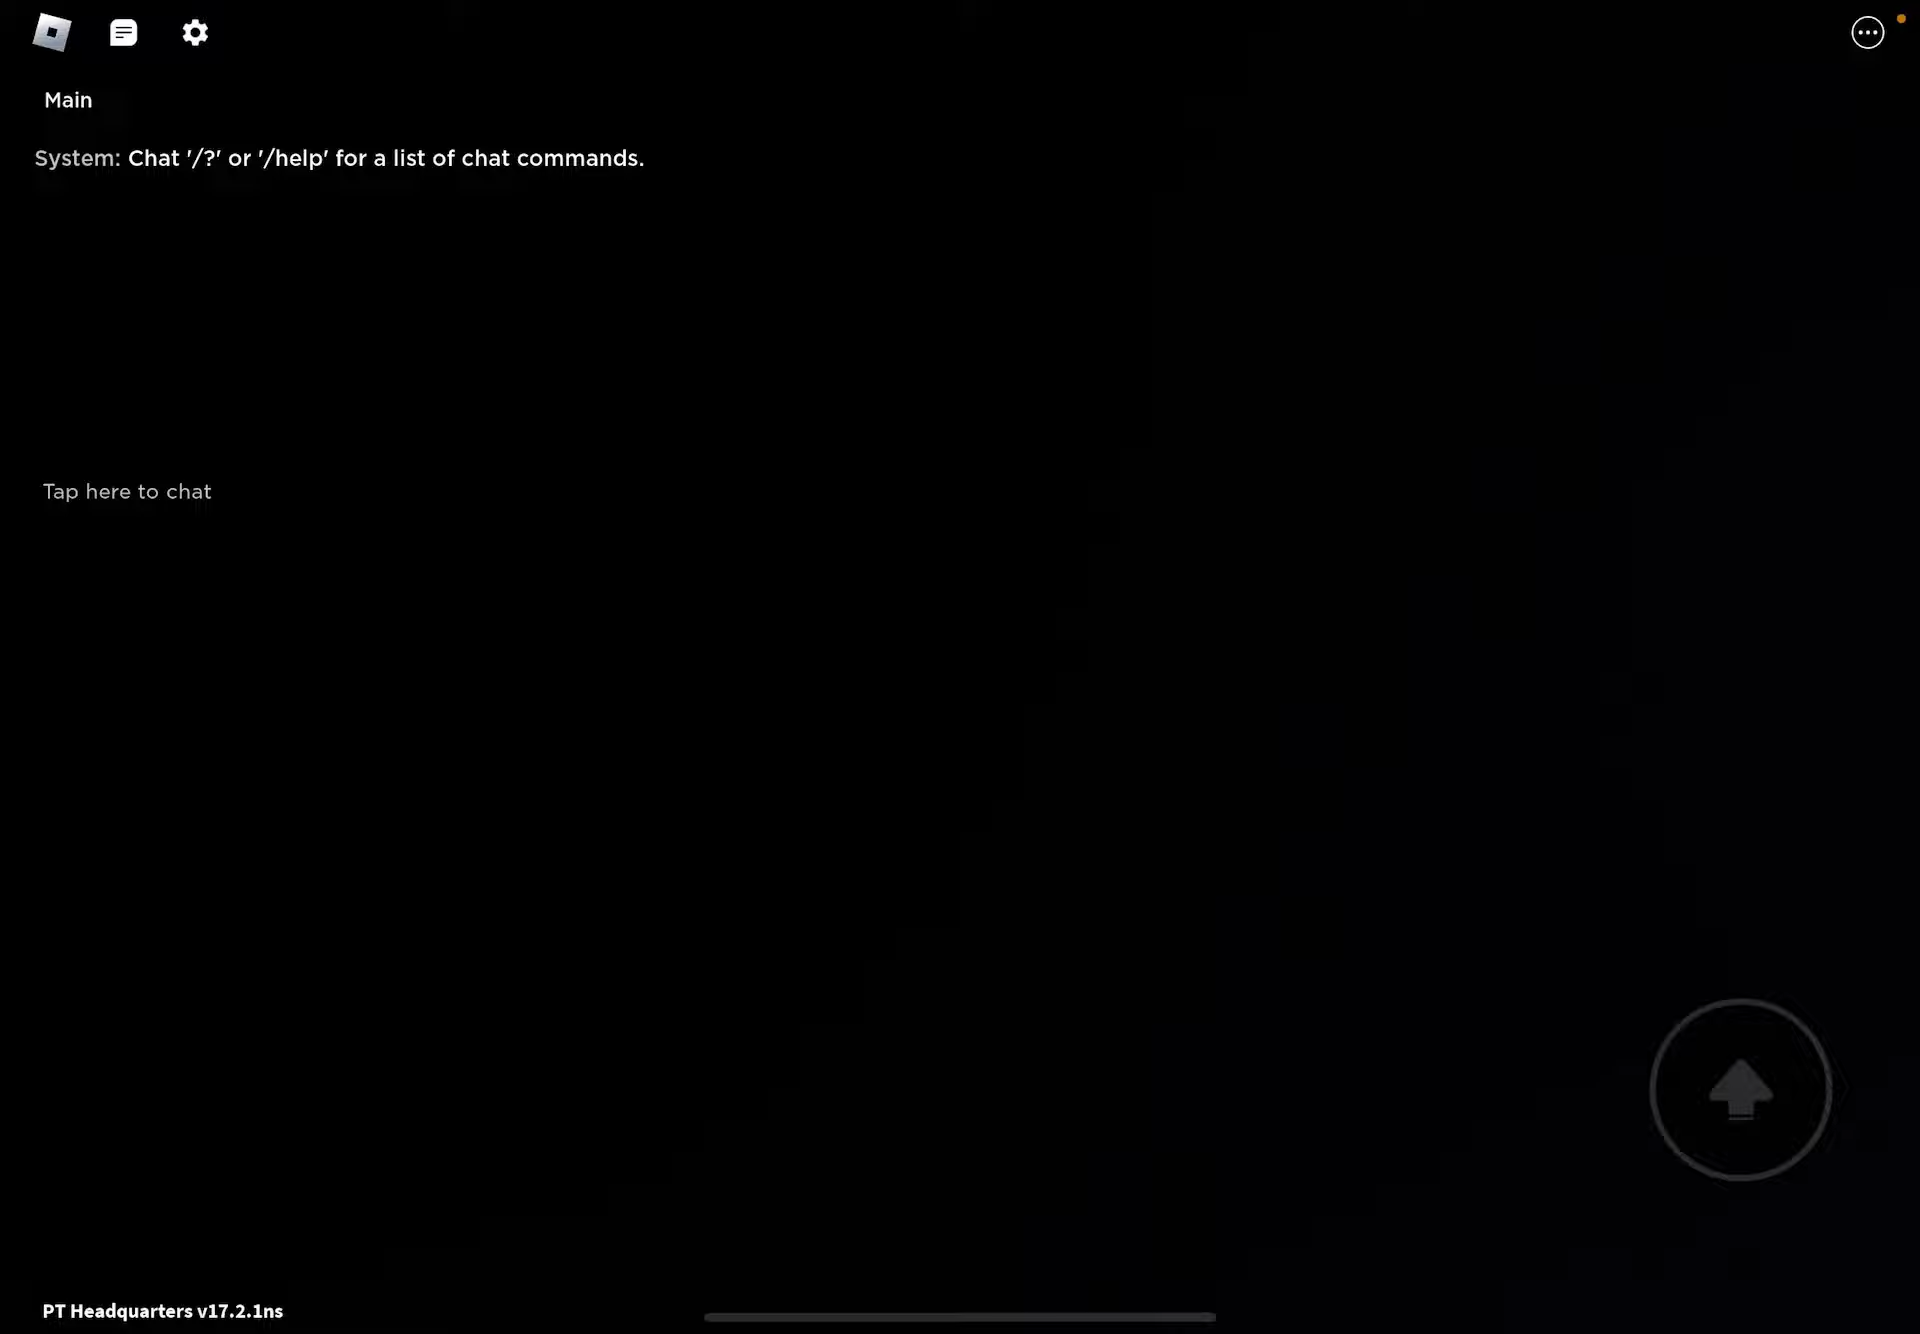 Main
System: Chat '/?' or '/help' for a list of chat commands.
Tap here to chat
PT Headquarters v17.2.1ns